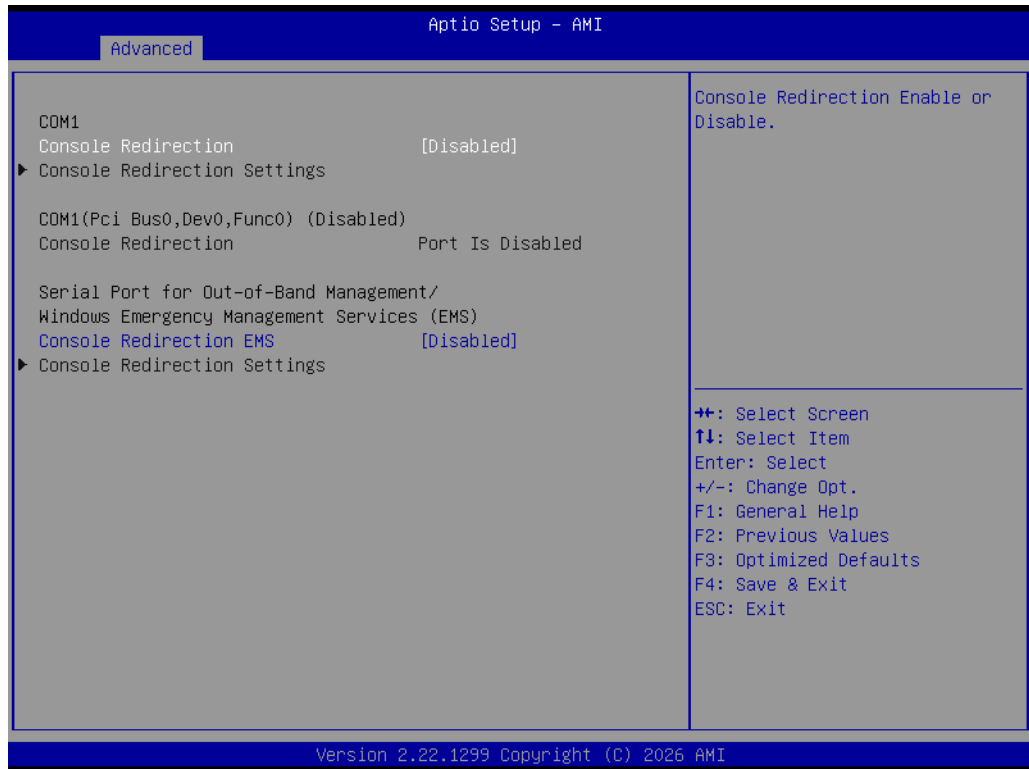 Aptio Setup – AMI
Advanced
COM1
Console Redirection [Disabled]
Console Redirection Settings
COM1(Pci Bus0,Dev0,Func0) (Disabled)
Console Redirection Port Is Disabled
Serial Port for Out-of-Band Management/
Windows Emergency Management Services (EMS)
Console Redirection EMS [Disabled]
Console Redirection Settings
Console Redirection Enable or
Disable.
→←: Select Screen
↑↓: Select Item
Enter: Select
+/-: Change Opt.
F1: General Help
F2: Previous Values
F3: Optimized Defaults
F4: Save & Exit
ESC: Exit
Version 2.22.1299 Copyright (C) 2026 AMI